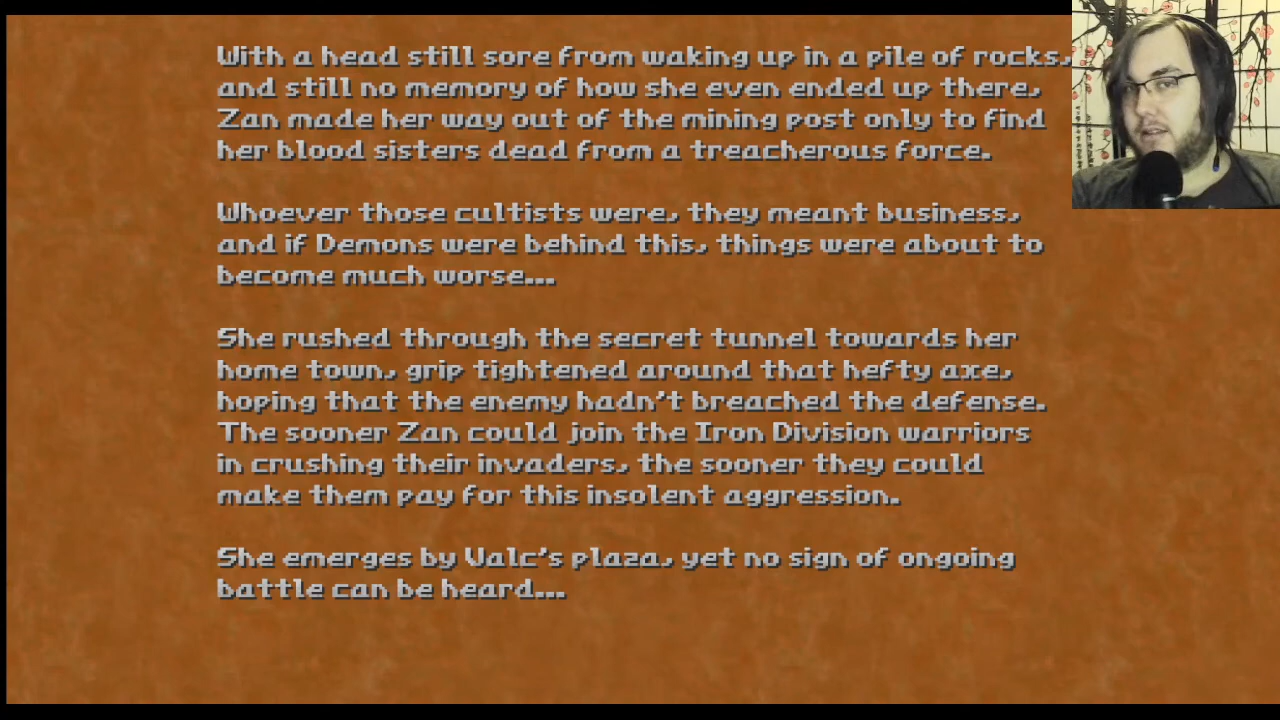 With a head still sore from waking up in a pile of rocks,
and still no memory of how she even ended up there,
Zan made her way out of the mining post only to find
her blood sisters dead from a treacherous force.
Whoever those cultists were, they meant business,
and if Demons were behind this, things were about to
become much worse...
She rushed through the secret tunnel towards her
home town, grip tightened around that hefty axe,
hoping that the enemy hadn't breached the defense.
The sooner Zan could join the Iron Division warriors
in crushing their invaders, the sooner they could
make them pay for this insolent aggression.
She emerges by Valc's plaza, yet no sign of ongoing
battle can be heard...